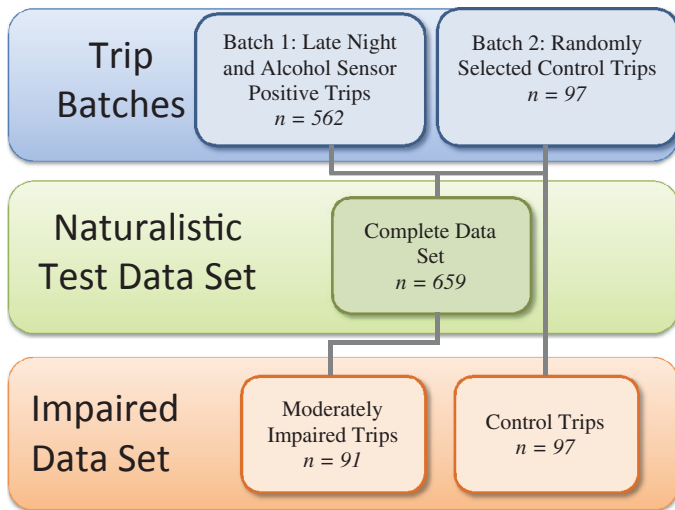 Trip
Batches
Batch 1: Late Night
and Alcohol Sensor
Positive Trips
n = 562
Batch 2: Randomly
Selected Control Trips
n = 97
Naturalistic
Test Data Set
Complete Data
Set
n = 659
Impaired
Data Set
Moderately
Impaired Trips
n = 91
Control Trips
n = 97